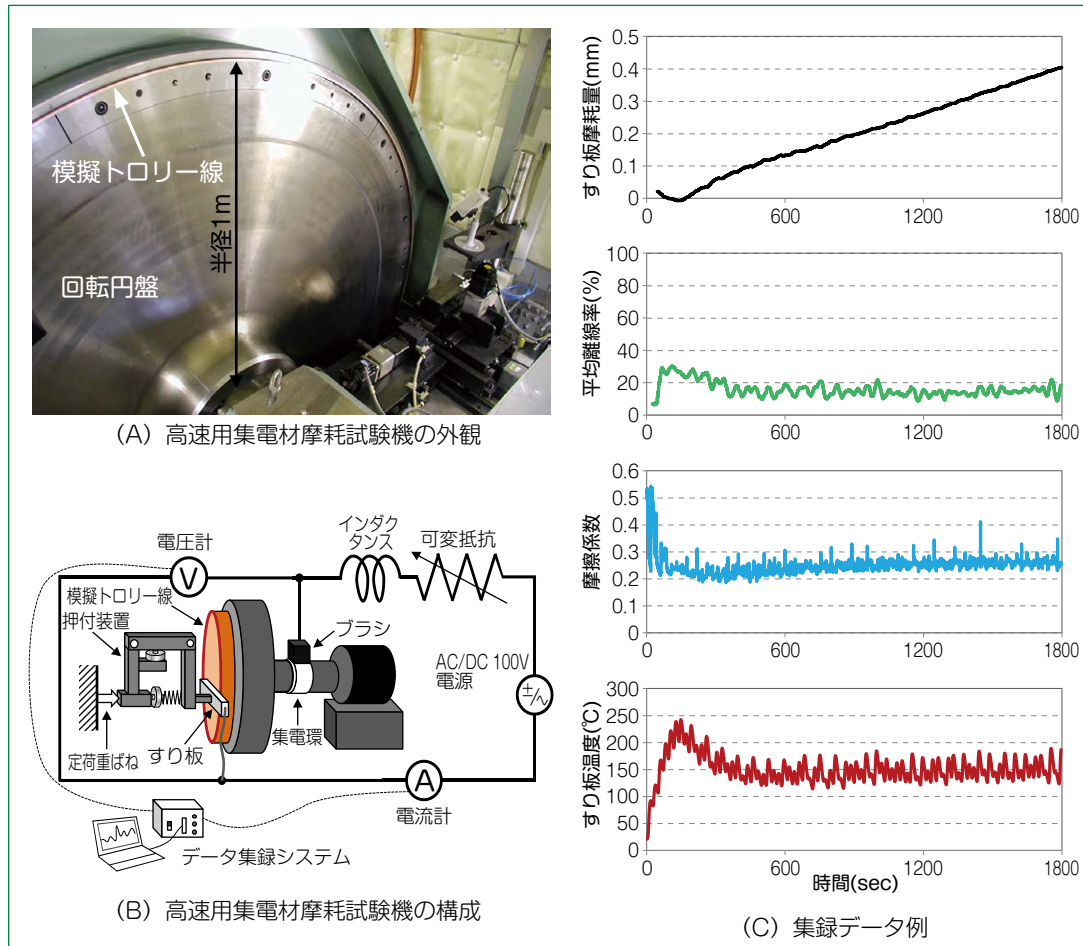 模擬トロリー線
半径1m
回転円盤
(A) 高速用集電材摩耗試験機の外観
電圧計
V
インダク
タンス
可変抵抗
模擬トロリー線
押付装置
ブラシ
AC/DC 100V
電源
±/~
集電環
定荷重ばね
すり板
A
電流計
データ集録システム
(B) 高速用集電材摩耗試験機の構成
すり板摩耗量(mm)
0.5
0.4
0.3
0.2
0.1
0
0 600 1200 1800
平均離線率(%)
100
80
60
40
20
0
0 600 1200 1800
摩擦係数
0.6
0.5
0.4
0.3
0.2
0.1
0
0 600 1200 1800
すり板温度(℃)
300
250
200
150
100
50
0
0 600 1200 1800
時間(sec)
(C) 集録データ例